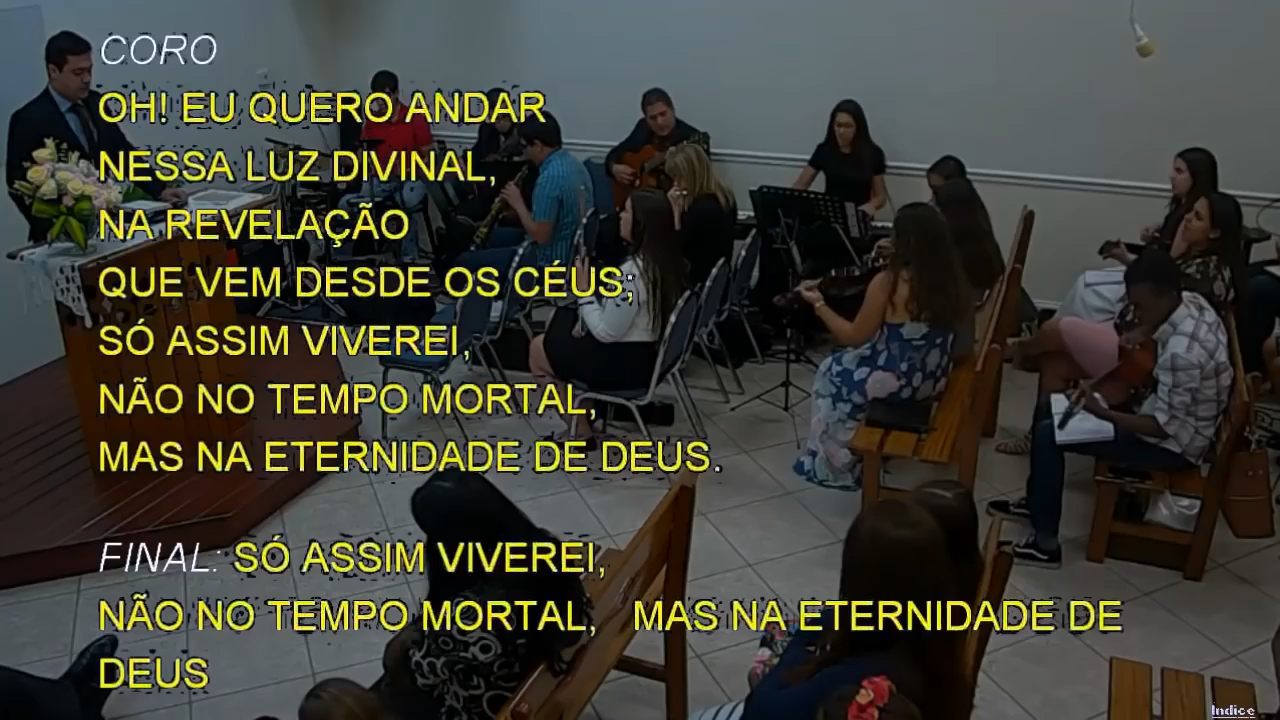 CORO
OH! EU QUERO ANDAR
NESSA LUZ DIVINAL,
NA REVELAÇÃO
QUE VEM DESDE OS CÉUS;
SÓ ASSIM VIVEREI,
NÃO NO TEMPO MORTAL,
MAS NA ETERNIDADE DE DEUS.
FINAL: SÓ ASSIM VIVEREI,
NÃO NO TEMPO MORTAL, MAS NA ETERNIDADE DE
DEUS
Indice